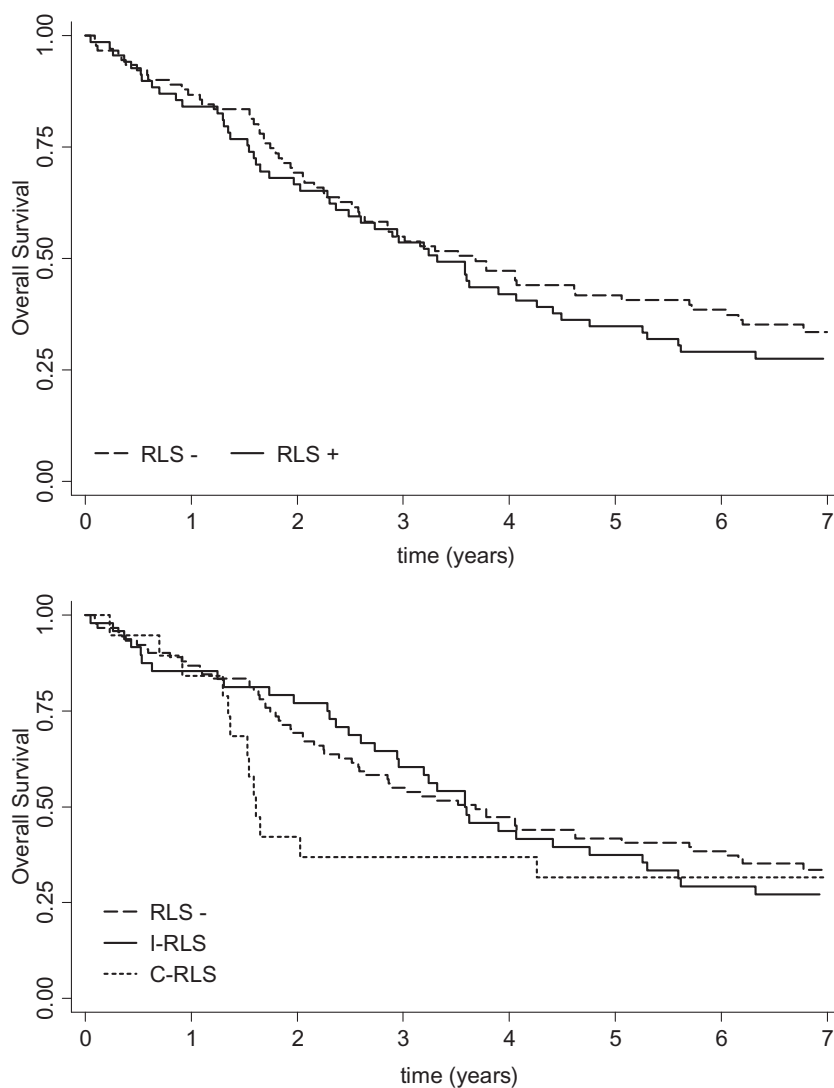 1.00
0.75
0.50
0.25
0.00
Overall Survival
RLS - RLS +
0 1 2 3 4 5 6 7
time (years)
1.00
0.75
0.50
0.25
0.00
Overall Survival
RLS -
I-RLS
C-RLS
0 1 2 3 4 5 6 7
time (years)